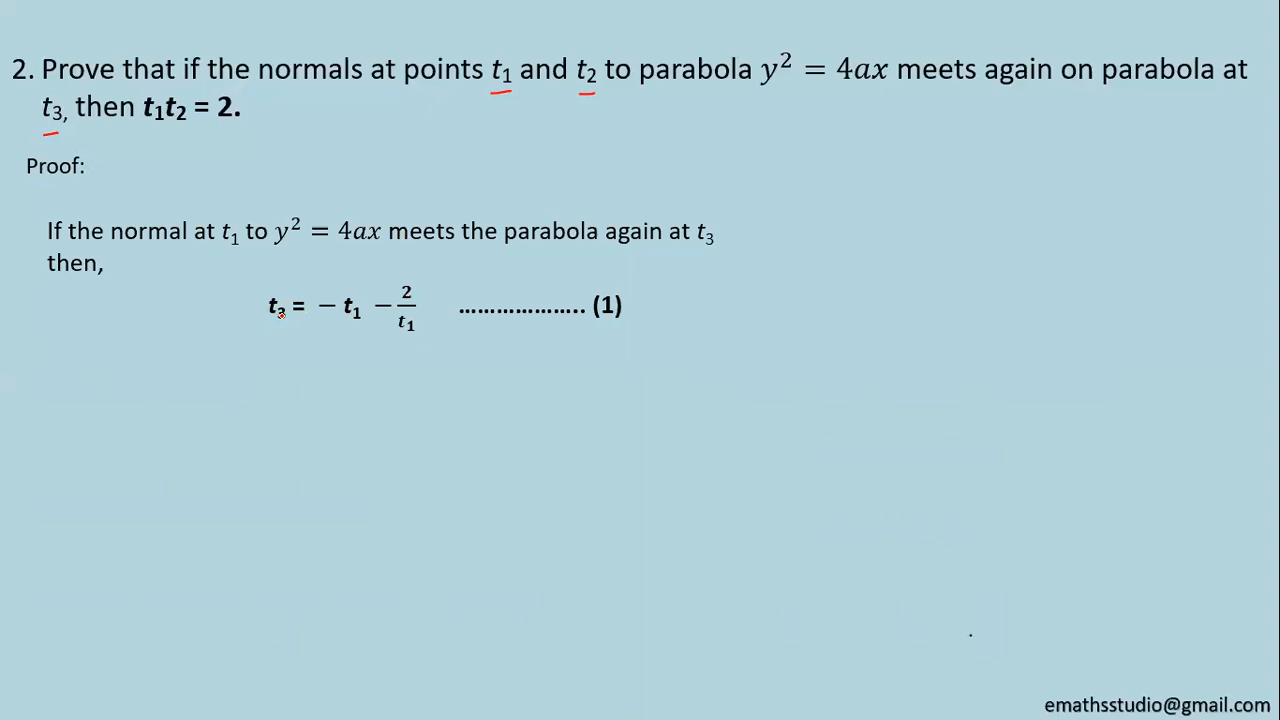 2. Prove that if the normals at points t₁ and t₂ to parabola y² = 4ax meets again on parabola at
t₃, then t₁t₂ = 2.
Proof:
If the normal at t₁ to y² = 4ax meets the parabola again at t₃
then,
t₃ = − t₁ − 2/t₁ ……………….. (1)
emathsstudio@gmail.com